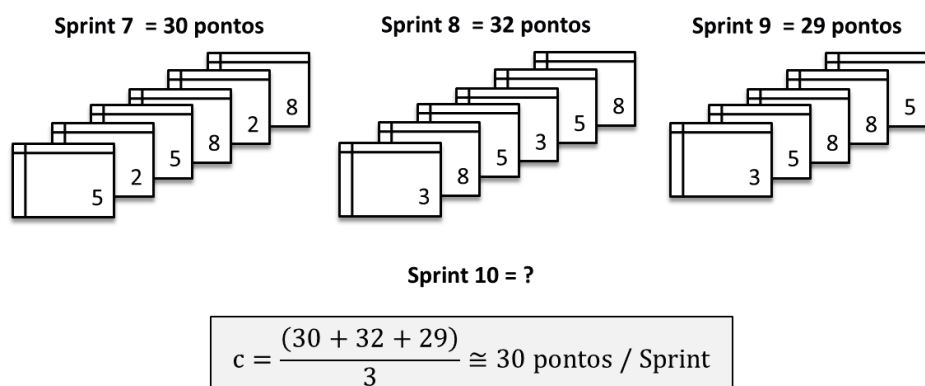 Sprint 7 = 30 pontos
5 2 5 8 2 8
Sprint 8 = 32 pontos
3 8 5 3 5 8
Sprint 9 = 29 pontos
3 5 8 8 5
Sprint 10 = ?
c = (30 + 32 + 29) / 3 ≅ 30 pontos / Sprint